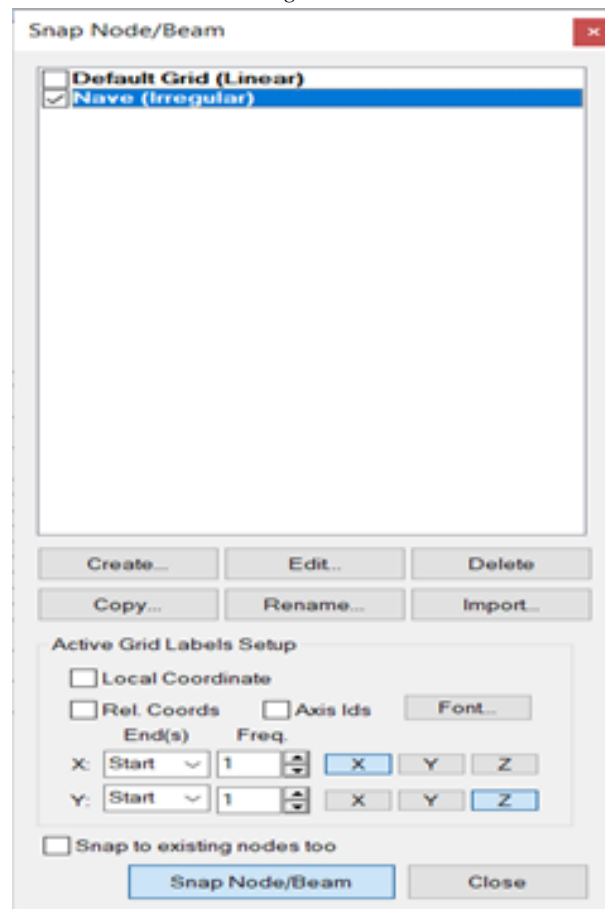 Snap Node/Beam
Default Grid (Linear)
Nave (Irregular)
Create... Edit... Delete
Copy... Rename... Import...
Active Grid Labels Setup
Local Coordinate
Rel. Coords Axis Ids Font...
End(s) Freq.
X: Start 1 X Y Z
Y: Start 1 X Y Z
Snap to existing nodes too
Snap Node/Beam Close